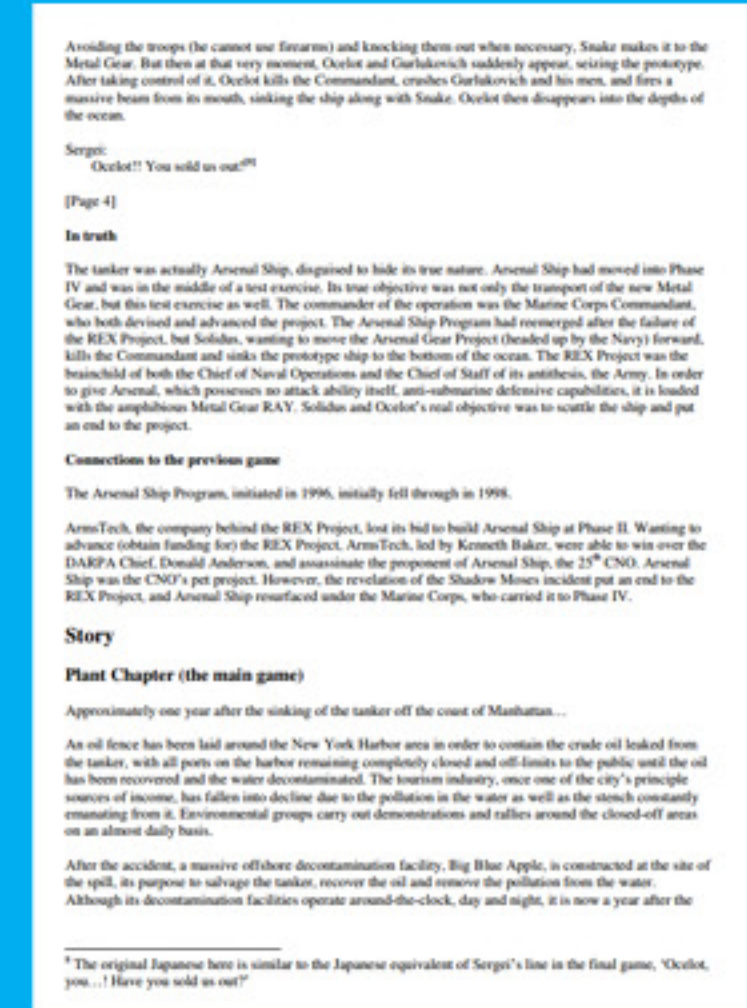 Avoiding the troops (he cannot use firearms) and knocking them out when necessary, Snake makes it to the
Metal Gear. But then at that very moment, Ocelot and Gurlukovich suddenly appear, seizing the prototype.
After taking control of it, Ocelot kills the Commandant, crushes Gurlukovich and his men, and fires a
massive beam from its mouth, sinking the ship along with Snake. Ocelot then disappears into the depths of
the ocean.
Sergei:
Ocelot!! You sold us out!
[Page 4]
In truth
The tanker was actually Arsenal Ship, disguised to hide its true nature. Arsenal Ship had moved into Phase
IV and was in the middle of a test exercise. Its true objective was not only the transport of the new Metal
Gear, but this test exercise as well. The commander of the operation was the Marine Corps Commandant,
who both devised and advanced the project. The Arsenal Ship Program had reemerged after the failure of
the REX Project, but Solidus, wanting to move the Arsenal Gear Project (headed up by the Navy) forward,
kills the Commandant and sinks the prototype ship to the bottom of the ocean. The REX Project was the
brainchild of both the Chief of Naval Operations and the Chief of Staff of its antithesis, the Army. In order
to give Arsenal, which possesses no attack ability itself, anti-submarine defensive capabilities, it is loaded
with the amphibious Metal Gear RAY. Solidus and Ocelot's real objective was to scuttle the ship and put
an end to the project.
Connections to the previous game
The Arsenal Ship Program, initiated in 1996, initially fell through in 1998.
ArmsTech, the company behind the REX Project, lost its bid to build Arsenal Ship at Phase II. Wanting to
advance (obtain funding for) the REX Project, ArmsTech, led by Kenneth Baker, were able to win over the
DARPA Chief, Donald Anderson, and assassinate the proponent of Arsenal Ship, the 25th CNO. Arsenal
Ship was the CNO's pet project. However, the revelation of the Shadow Moses incident put an end to the
REX Project, and Arsenal Ship resurfaced under the Marine Corps, who carried it to Phase IV.
Story
Plant Chapter (the main game)
Approximately one year after the sinking of the tanker off the coast of Manhattan…
An oil fence has been laid around the New York Harbor area in order to contain the crude oil leaked from
the tanker, with all ports on the harbor remaining completely closed and off-limits to the public until the oil
has been recovered and the water decontaminated. The tourism industry, once one of the city's principle
sources of income, has fallen into decline due to the pollution in the water as well as the stench constantly
emanating from it. Environmental groups carry out demonstrations and rallies around the closed-off areas
on an almost daily basis.
After the accident, a massive offshore decontamination facility, Big Blue Apple, is constructed at the site of
the spill, its purpose to salvage the tanker, recover the oil and remove the pollution from the water.
Although its decontamination facilities operate around-the-clock, day and night, it is now a year after the
The original Japanese here is similar to the Japanese equivalent of Sergei's line in the final game, 'Ocelot,
you…! Have you sold us out?'